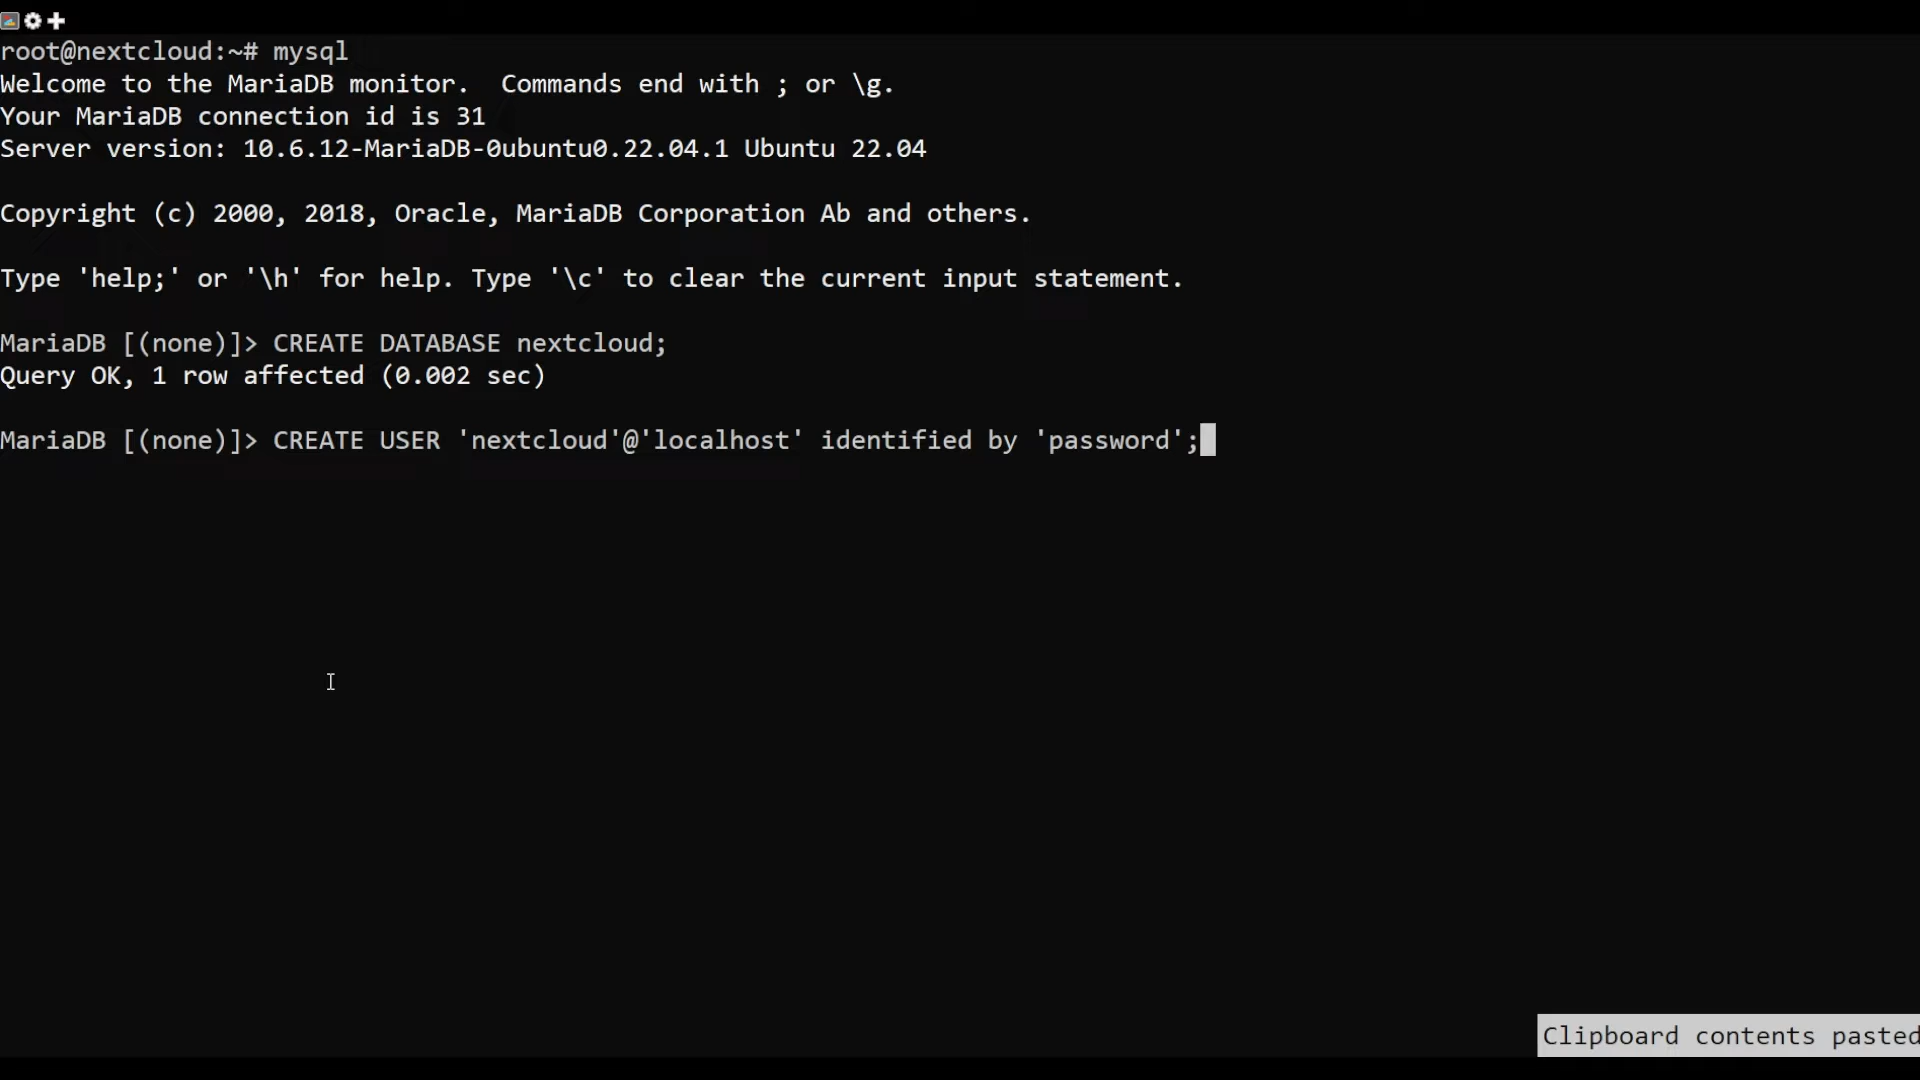 root@nextcloud:~# mysql
Welcome to the MariaDB monitor.  Commands end with ; or \g.
Your MariaDB connection id is 31
Server version: 10.6.12-MariaDB-0ubuntu0.22.04.1 Ubuntu 22.04
Copyright (c) 2000, 2018, Oracle, MariaDB Corporation Ab and others.
Type 'help;' or '\h' for help. Type '\c' to clear the current input statement.
MariaDB [(none)]> CREATE DATABASE nextcloud;
Query OK, 1 row affected (0.002 sec)
MariaDB [(none)]> CREATE USER 'nextcloud'@'localhost' identified by 'password';
Clipboard contents pasted